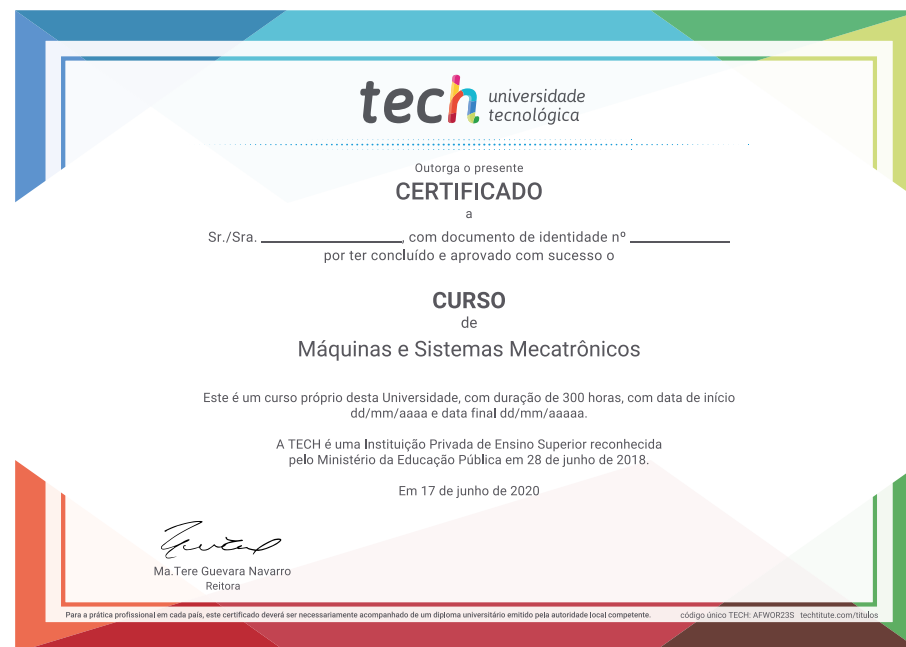 tech universidade
tecnológica
Outorga o presente
CERTIFICADO
a
Sr./Sra. ____________________, com documento de identidade nº ______________
por ter concluído e aprovado com sucesso o
CURSO
de
Máquinas e Sistemas Mecatrônicos
Este é um curso próprio desta Universidade, com duração de 300 horas, com data de início
dd/mm/aaaa e data final dd/mm/aaaaa.
A TECH é uma Instituição Privada de Ensino Superior reconhecida
pelo Ministério da Educação Pública em 28 de junho de 2018.
Em 17 de junho de 2020
Ma.Tere Guevara Navarro
Reitora
Para a prática profissional em cada país, este certificado deverá ser necessariamente acompanhado de um diploma universitário emitido pela autoridade local competente. código único TECH: AFWOR23S techtitute.com/titulos